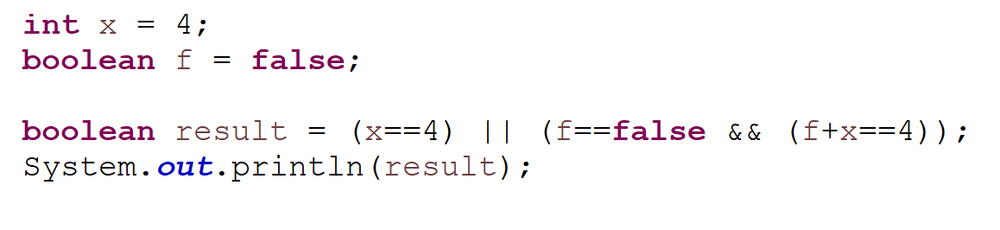 int x = 4;
boolean f = false;
boolean result = (x==4) || (f==false && (f+x==4));
System.out.println(result);